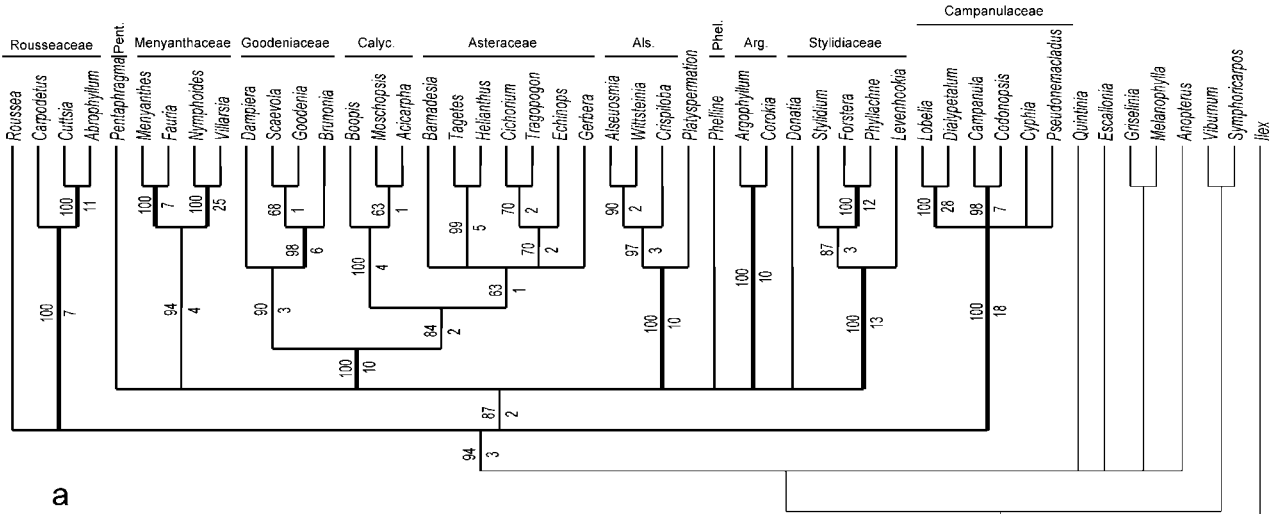 Campanulaceae
Rousseaceae Pent. Menyanthaceae Goodeniaceae Calyc. Asteraceae Als. Phel. Arg. Stylidiaceae
Roussea Carpodetus Cuttsia Abrophyllum Pentaphragma Menyanthes Fauria Nymphoides Villarsia Dampiera Scaevola Goodenia Brunonia Boopis Moschopsis Acicarpha Barnadesia Tagetes Helianthus Cichorium Tragopogon Echinops Gerbera Alseuosmia Wittsteinia Crispiloba Platyspermation Phelline Argophyllum Corokia Donatia Stylidium Forstera Phyllachne Levenhookia Lobelia Dialypetalum Campanula Codonopsis Cyphia Pseudonemacladus Quintinia Escallonia Griselinia Melanophylla Anopterus Viburnum Symphoricarpos Ilex
100 11 100 7 100 25 68 1 63 1 70 2 90 2 100 12 100 28 98 7
98 6 99 5 70 2 97 3 87 3
100 7 94 4 90 3 100 4 63 1 100 10 100 10 100 13 100 18
84 2
100 10
87 2
94 3
a